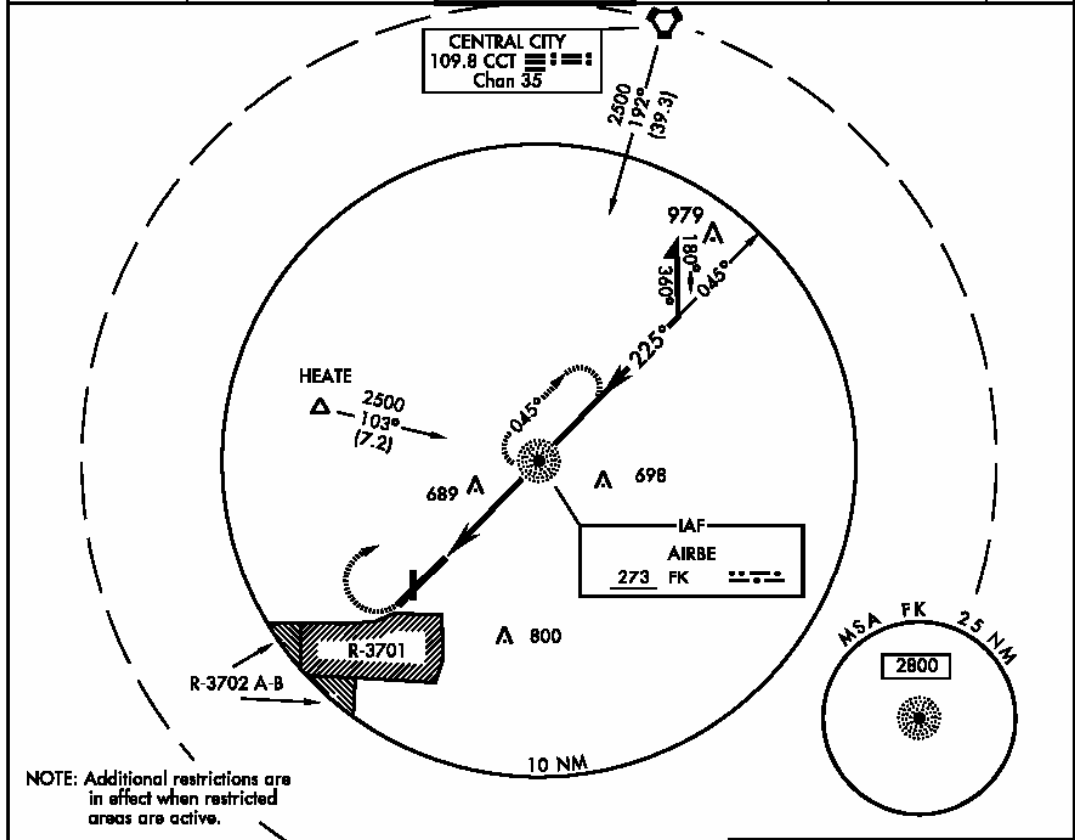 CENTRAL CITY
109.8 CCT
Chan 35
2500
192°
(39.3)
979
180°
360°
045°
225°
HEATE
2500
103°
(7.2)
045°
689
698
IAF
AIRBE
273 FK
800
R-3701
R-3702 A-B
MSA FK 25 NM
2800
10 NM
NOTE: Additional restrictions are
in effect when restricted
areas are active.